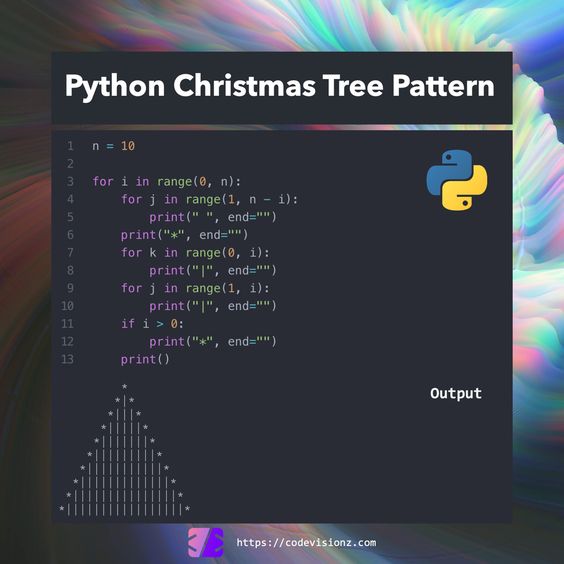 Python Christmas Tree Pattern
1 n = 10
2
3 for i in range(0, n):
4     for j in range(1, n - i):
5         print(" ", end="")
6     print("*", end="")
7     for k in range(0, i):
8         print("|", end="")
9     for j in range(1, i):
10         print("|", end="")
11     if i > 0:
12         print("*", end="")
13     print()
Output
         *
        *|*
       *|||*
      *|||||*
     *|||||||*
    *|||||||||*
   *|||||||||||*
  *|||||||||||||*
 *|||||||||||||||*
*|||||||||||||||||*
https://codevisionz.com